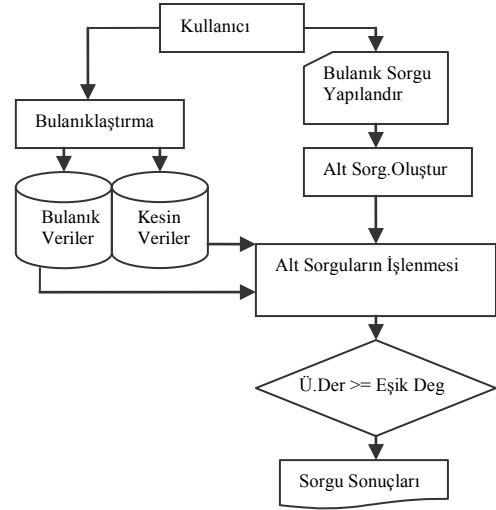 Kullanıcı
Bulanık Sorgu
Yapılandır
Bulanıklaştırma
Alt Sorg.Oluştur
Bulanık
Veriler
Kesin
Veriler
Alt Sorguların İşlenmesi
Ü.Der >= Eşik Deg
Sorgu Sonuçları